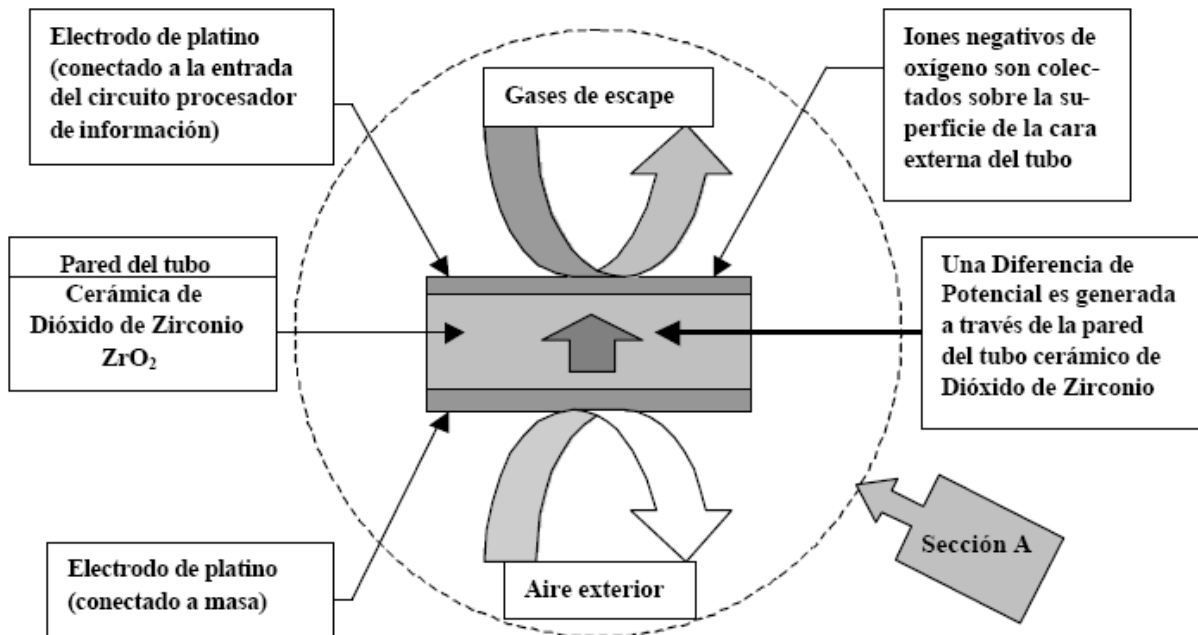 Electrodo de platino
(conectado a la entrada
del circuito procesador
de información)
Gases de escape
Iones negativos de
oxígeno son colec-
tados sobre la su-
perficie de la cara
externa del tubo
Pared del tubo
Cerámica de
Dióxido de Zirconio
ZrO₂
Una Diferencia de
Potencial es generada
a través de la pared
del tubo cerámico de
Dióxido de Zirconio
Electrodo de platino
(conectado a masa)
Aire exterior
Sección A